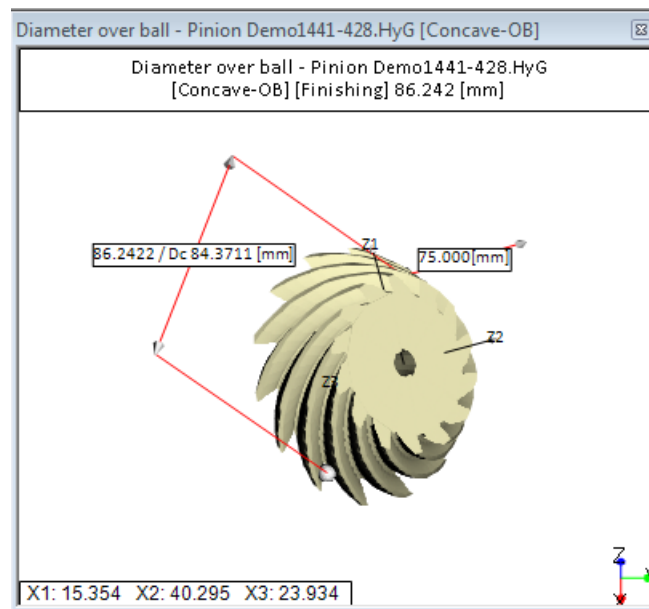 Diameter over ball - Pinion Demo1441-428.HyG [Concave-OB]
Diameter over ball - Pinion Demo1441-428.HyG
[Concave-OB] [Finishing] 86.242 [mm]
Z1
86.2422 / Dc 84.3711 [mm]
75.000[mm]
Z2
Z3
Z
X1: 15.354 X2: 40.295 X3: 23.934